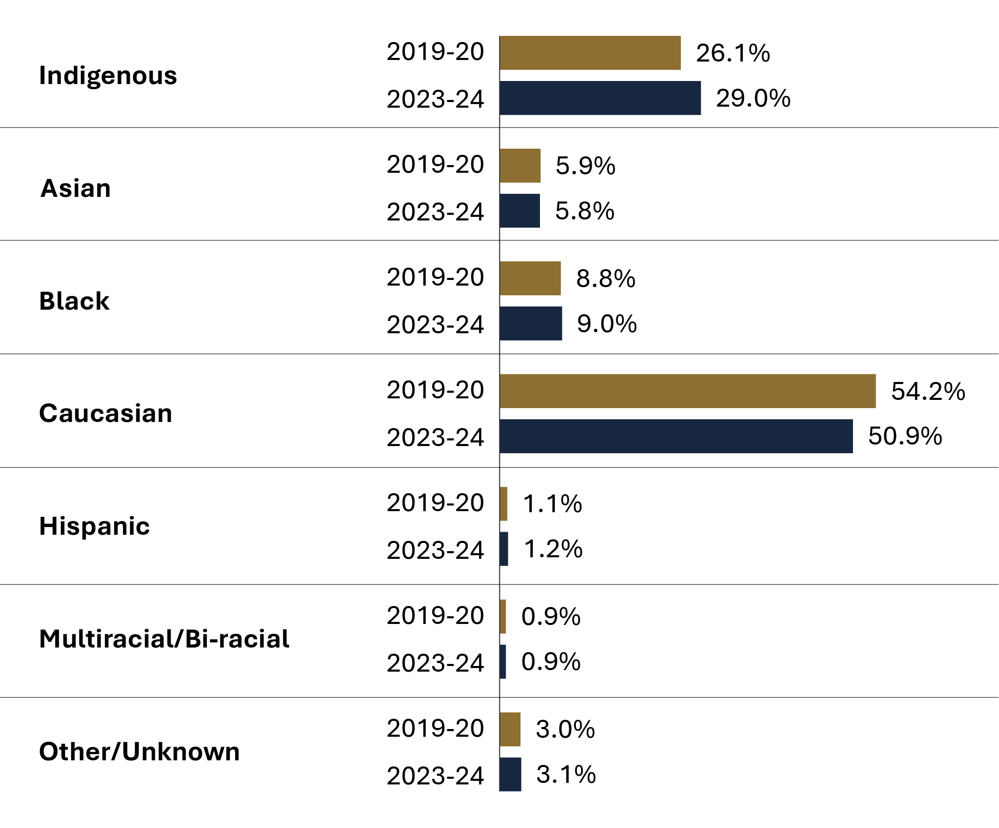 Indigenous
2019-20 26.1%
2023-24 29.0%
Asian
2019-20 5.9%
2023-24 5.8%
Black
2019-20 8.8%
2023-24 9.0%
Caucasian
2019-20 54.2%
2023-24 50.9%
Hispanic
2019-20 1.1%
2023-24 1.2%
Multiracial/Bi-racial
2019-20 0.9%
2023-24 0.9%
Other/Unknown
2019-20 3.0%
2023-24 3.1%